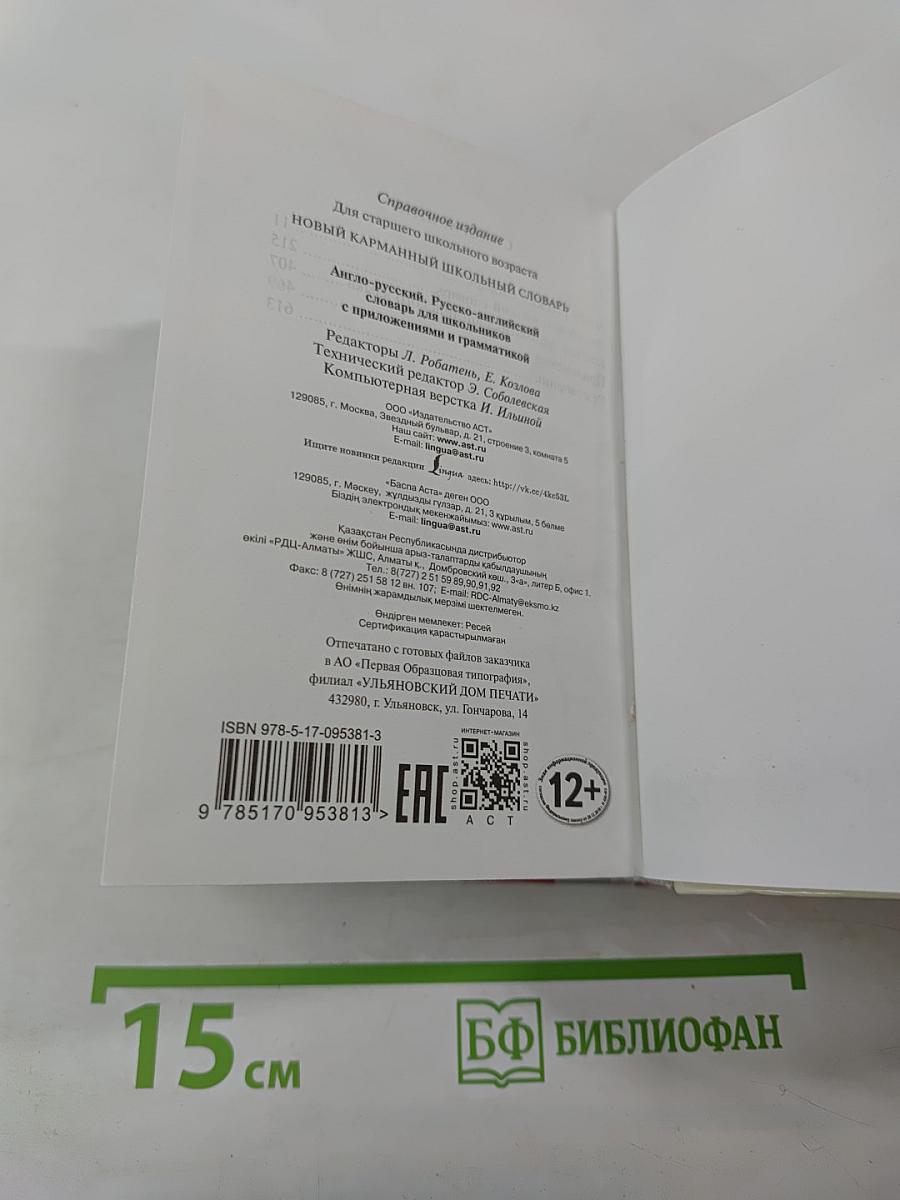 Справочное издание
Для старшего школьного возраста
НОВЫЙ КАРМАННЫЙ ШКОЛЬНЫЙ СЛОВАРЬ
Англо-русский. Русско-английский
словарь для школьников
с приложениями и грамматикой
Редакторы Л. Робатень, Е. Козлова
Технический редактор Э. Соболевская
Компьютерная верстка И. Ильиной
ООО «Издательство АСТ»
129085, г. Москва, Звездный бульвар, д. 21, строение 3, комната 5
Наш сайт: www.ast.ru
E-mail: lingua@ast.ru
Ищите новинки редакции Lingua здесь: http://vk.cc/4kc53L
«Баспа Аста» деген ООО
129085, г. Мәскеу, жұлдызды гүлзар, д. 21, 3 құрылым, 5 бөлме
Біздің электрондық мекенжайымыз: www.ast.ru
E-mail: lingua@ast.ru
Қазақстан Республикасында дистрибьютор
және өнім бойынша арыз-талаптарды қабылдаушының
өкілі «РДЦ-Алматы» ЖШС, Алматы қ., Домбровский көш., 3«а», литер Б, офис 1.
Тел.: 8(727) 2 51 59 89,90,91,92
Факс: 8 (727) 251 58 12 вн. 107; E-mail: RDC-Almaty@eksmo.kz
Өнімнің жарамдылық мерзімі шектелмеген.
Өндірген мемлекет: Ресей
Сертификация қарастырылмаған
Отпечатано с готовых файлов заказчика
в АО «Первая Образцовая типография»,
филиал «УЛЬЯНОВСКИЙ ДОМ ПЕЧАТИ»
432980, г. Ульяновск, ул. Гончарова, 14
ISBN 978-5-17-095381-3
9 785170 953813 >
EAC
ИНТЕРНЕТ-МАГАЗИН
shop.ast.ru
shop.ast.ru
АСТ
12+
15 см
БФ БИБЛИОФАН